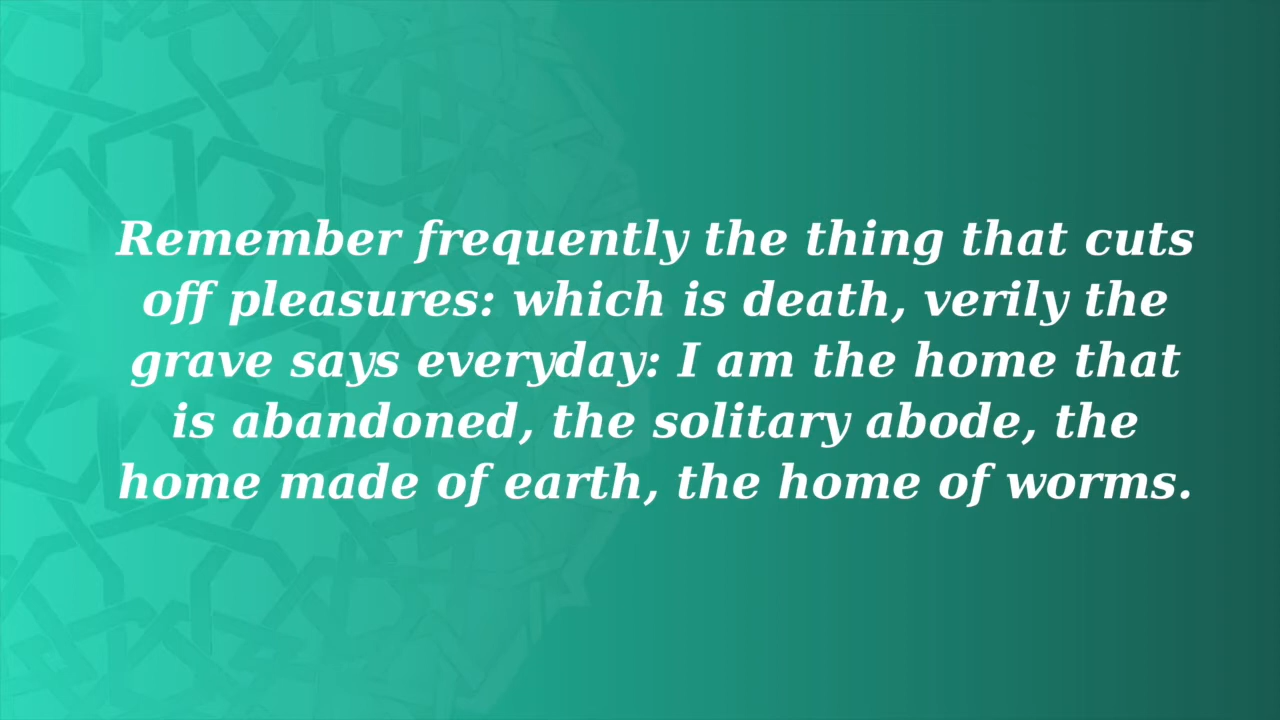 Remember frequently the thing that cuts
off pleasures: which is death, verily the
grave says everyday: I am the home that
is abandoned, the solitary abode, the
home made of earth, the home of worms.